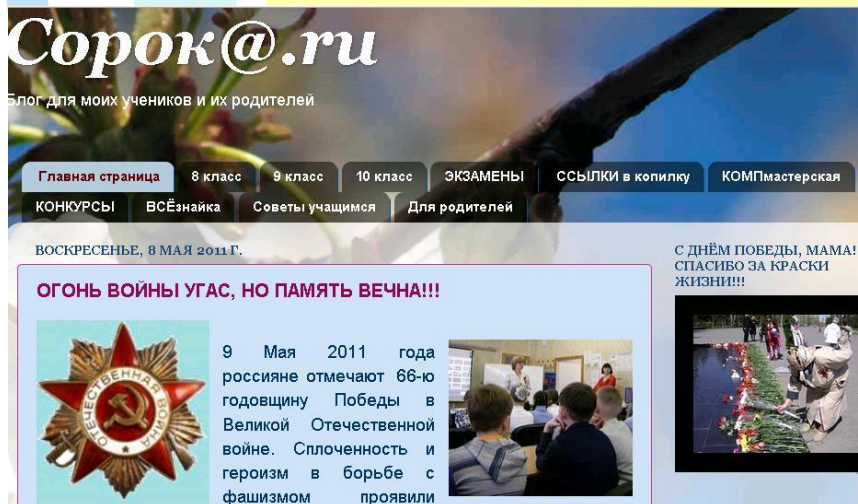 Сорок@.ru
Блог для моих учеников и их родителей
Главная страница 8 класс 9 класс 10 класс ЭКЗАМЕНЫ ССЫЛКИ в копилку КОМПмастерская
КОНКУРСЫ ВСЁзнайка Советы учащимся Для родителей
ВОСКРЕСЕНЬЕ, 8 МАЯ 2011 Г.
ОГОНЬ ВОЙНЫ УГАС, НО ПАМЯТЬ ВЕЧНА!!!
ОТЕЧЕСТВЕННАЯ ВОЙНА
9 Мая 2011 года
россияне отмечают 66-ю
годовщину Победы в
Великой Отечественной
войне. Сплоченность и
героизм в борьбе с
фашизмом проявили
С ДНЁМ ПОБЕДЫ, МАМА!
СПАСИБО ЗА КРАСКИ
ЖИЗНИ!!!